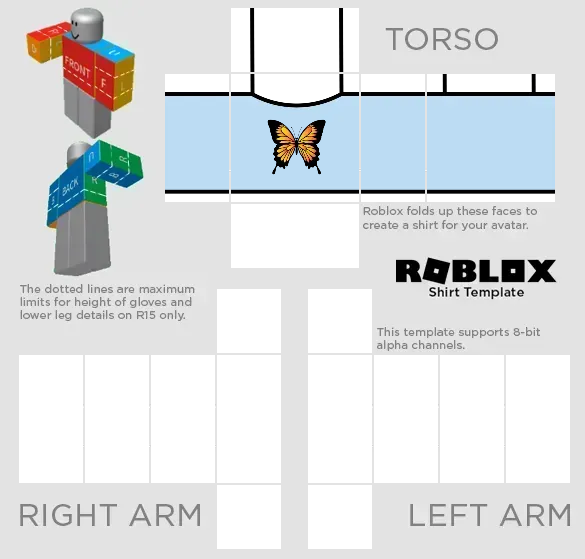 TORSO
FRONT
F
L
U
U
R
B
BACK
R
Roblox folds up these faces to
create a shirt for your avatar.
ROBLOX
Shirt Template
The dotted lines are maximum
limits for height of gloves and
lower leg details on R15 only.
This template supports 8-bit
alpha channels.
RIGHT ARM
LEFT ARM